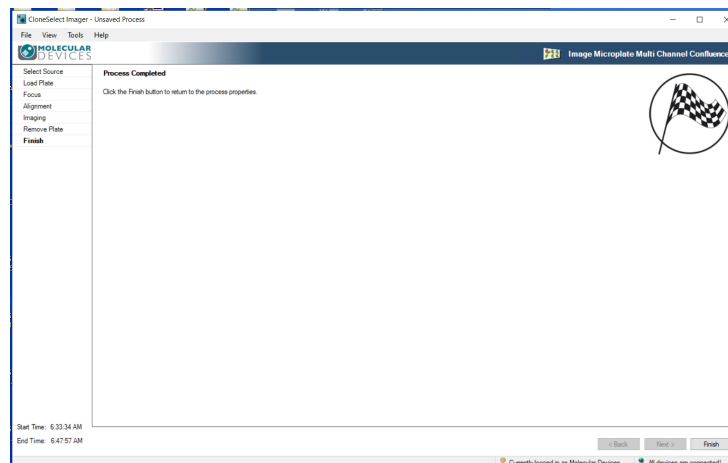 CloneSelect Imager - Unsaved Process
File View Tools Help
MOLECULAR
DEVICES
Image Microplate Multi Channel Confluence
Select Source
Load Plate
Focus
Alignment
Imaging
Remove Plate
Finish
Process Completed
Click the Finish button to return to the process properties.
Start Time: 6:33:34 AM
End Time: 6:47:57 AM
< Back Next > Finish
Currently logged in as Molecular Devices All devices are connected!